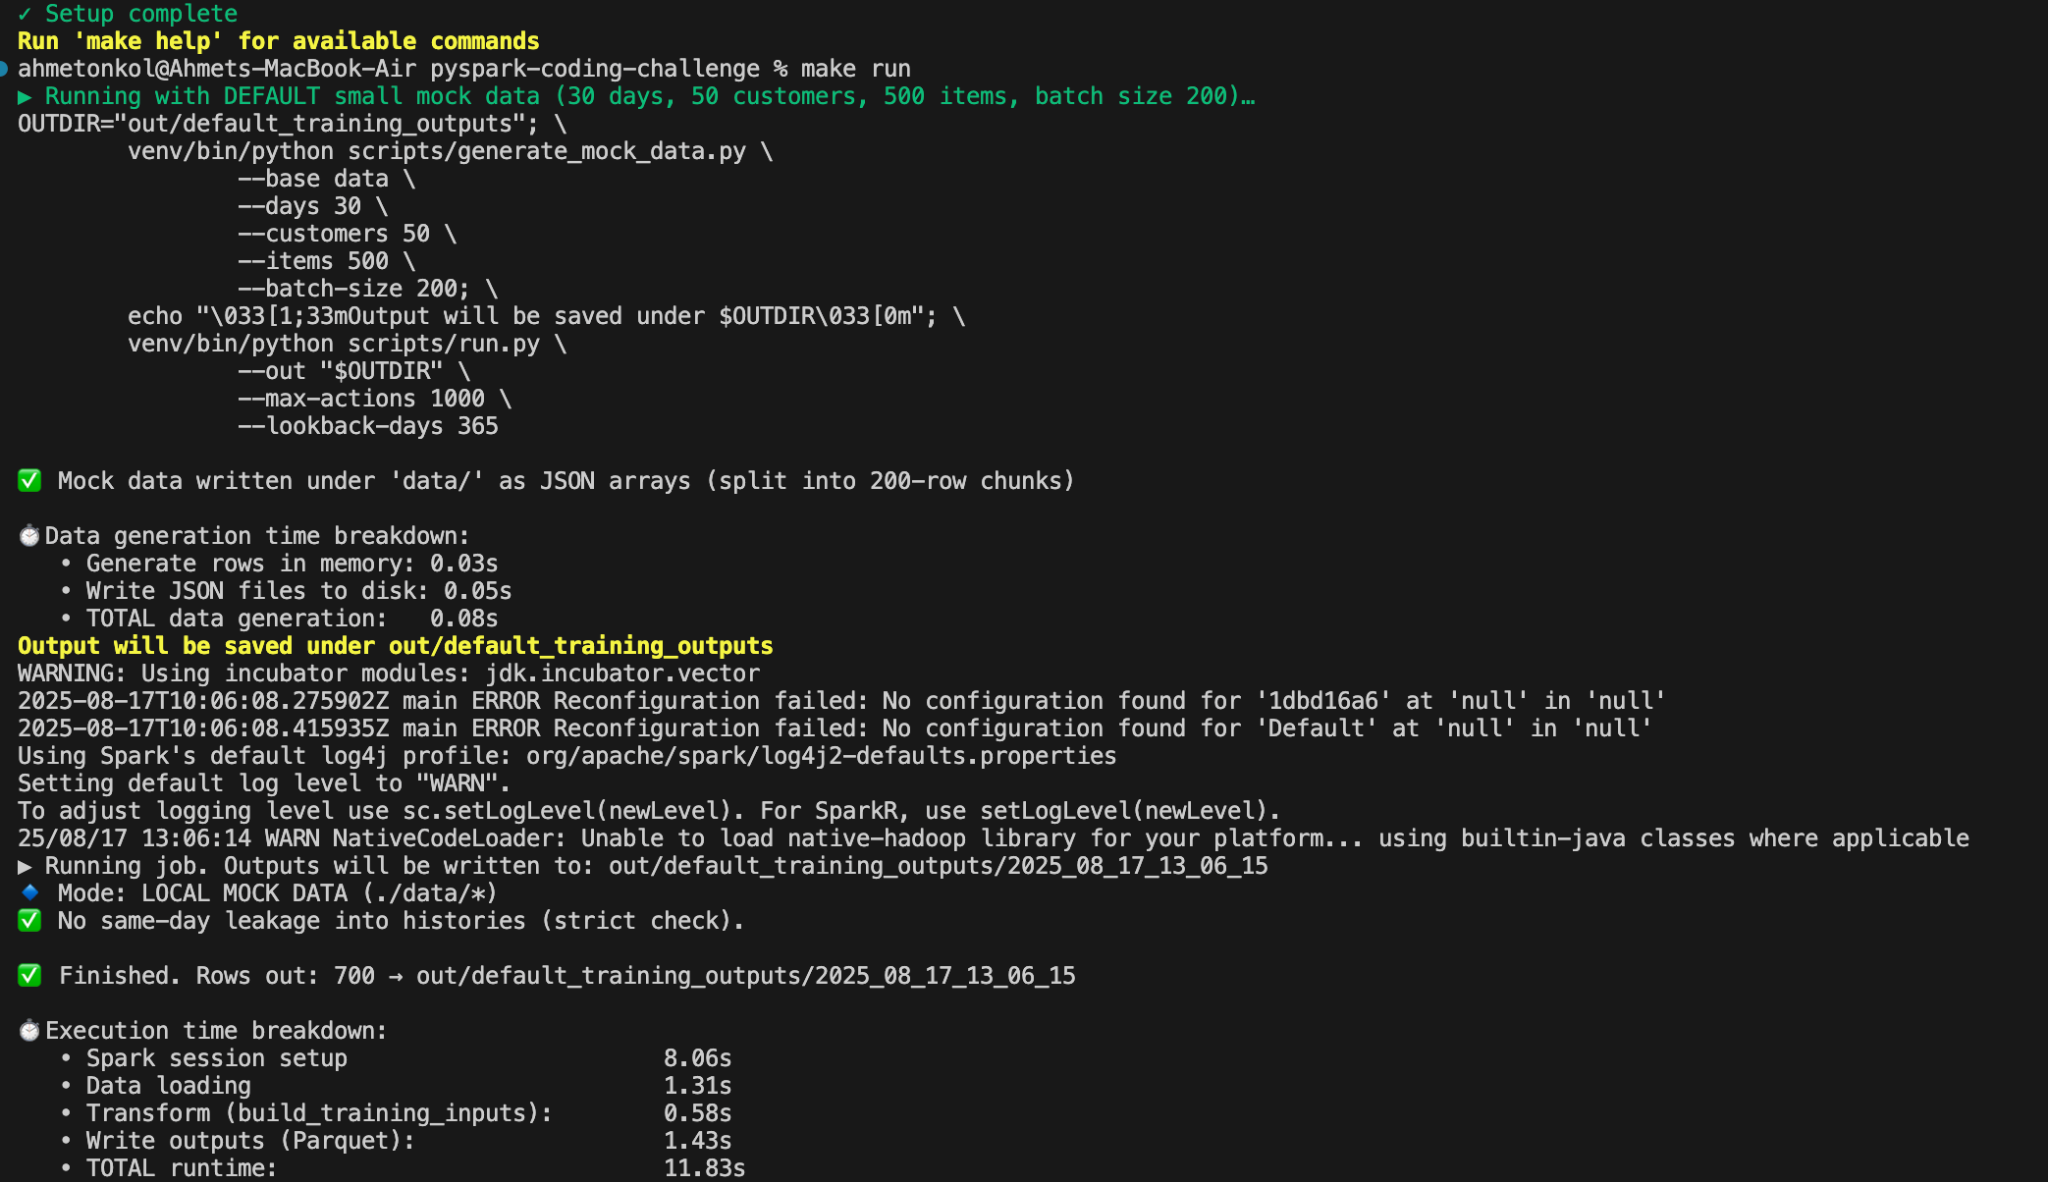 ✓ Setup complete
Run 'make help' for available commands
ahmetonkol@Ahmets-MacBook-Air pyspark-coding-challenge % make run
▶ Running with DEFAULT small mock data (30 days, 50 customers, 500 items, batch size 200)…
OUTDIR="out/default_training_outputs"; \
        venv/bin/python scripts/generate_mock_data.py \
                --base data \
                --days 30 \
                --customers 50 \
                --items 500 \
                --batch-size 200; \
        echo "\033[1;33mOutput will be saved under $OUTDIR\033[0m"; \
        venv/bin/python scripts/run.py \
                --out "$OUTDIR" \
                --max-actions 1000 \
                --lookback-days 365
✅ Mock data written under 'data/' as JSON arrays (split into 200-row chunks)
⏱Data generation time breakdown:
   • Generate rows in memory: 0.03s
   • Write JSON files to disk: 0.05s
   • TOTAL data generation:   0.08s
Output will be saved under out/default_training_outputs
WARNING: Using incubator modules: jdk.incubator.vector
2025-08-17T10:06:08.275902Z main ERROR Reconfiguration failed: No configuration found for '1dbd16a6' at 'null' in 'null'
2025-08-17T10:06:08.415935Z main ERROR Reconfiguration failed: No configuration found for 'Default' at 'null' in 'null'
Using Spark's default log4j profile: org/apache/spark/log4j2-defaults.properties
Setting default log level to "WARN".
To adjust logging level use sc.setLogLevel(newLevel). For SparkR, use setLogLevel(newLevel).
25/08/17 13:06:14 WARN NativeCodeLoader: Unable to load native-hadoop library for your platform... using builtin-java classes where applicable
▶ Running job. Outputs will be written to: out/default_training_outputs/2025_08_17_13_06_15
🔹 Mode: LOCAL MOCK DATA (./data/*)
✅ No same-day leakage into histories (strict check).
✅ Finished. Rows out: 700 → out/default_training_outputs/2025_08_17_13_06_15
⏱Execution time breakdown:
   • Spark session setup                       8.06s
   • Data loading                              1.31s
   • Transform (build_training_inputs):        0.58s
   • Write outputs (Parquet):                  1.43s
   • TOTAL runtime:                            11.83s